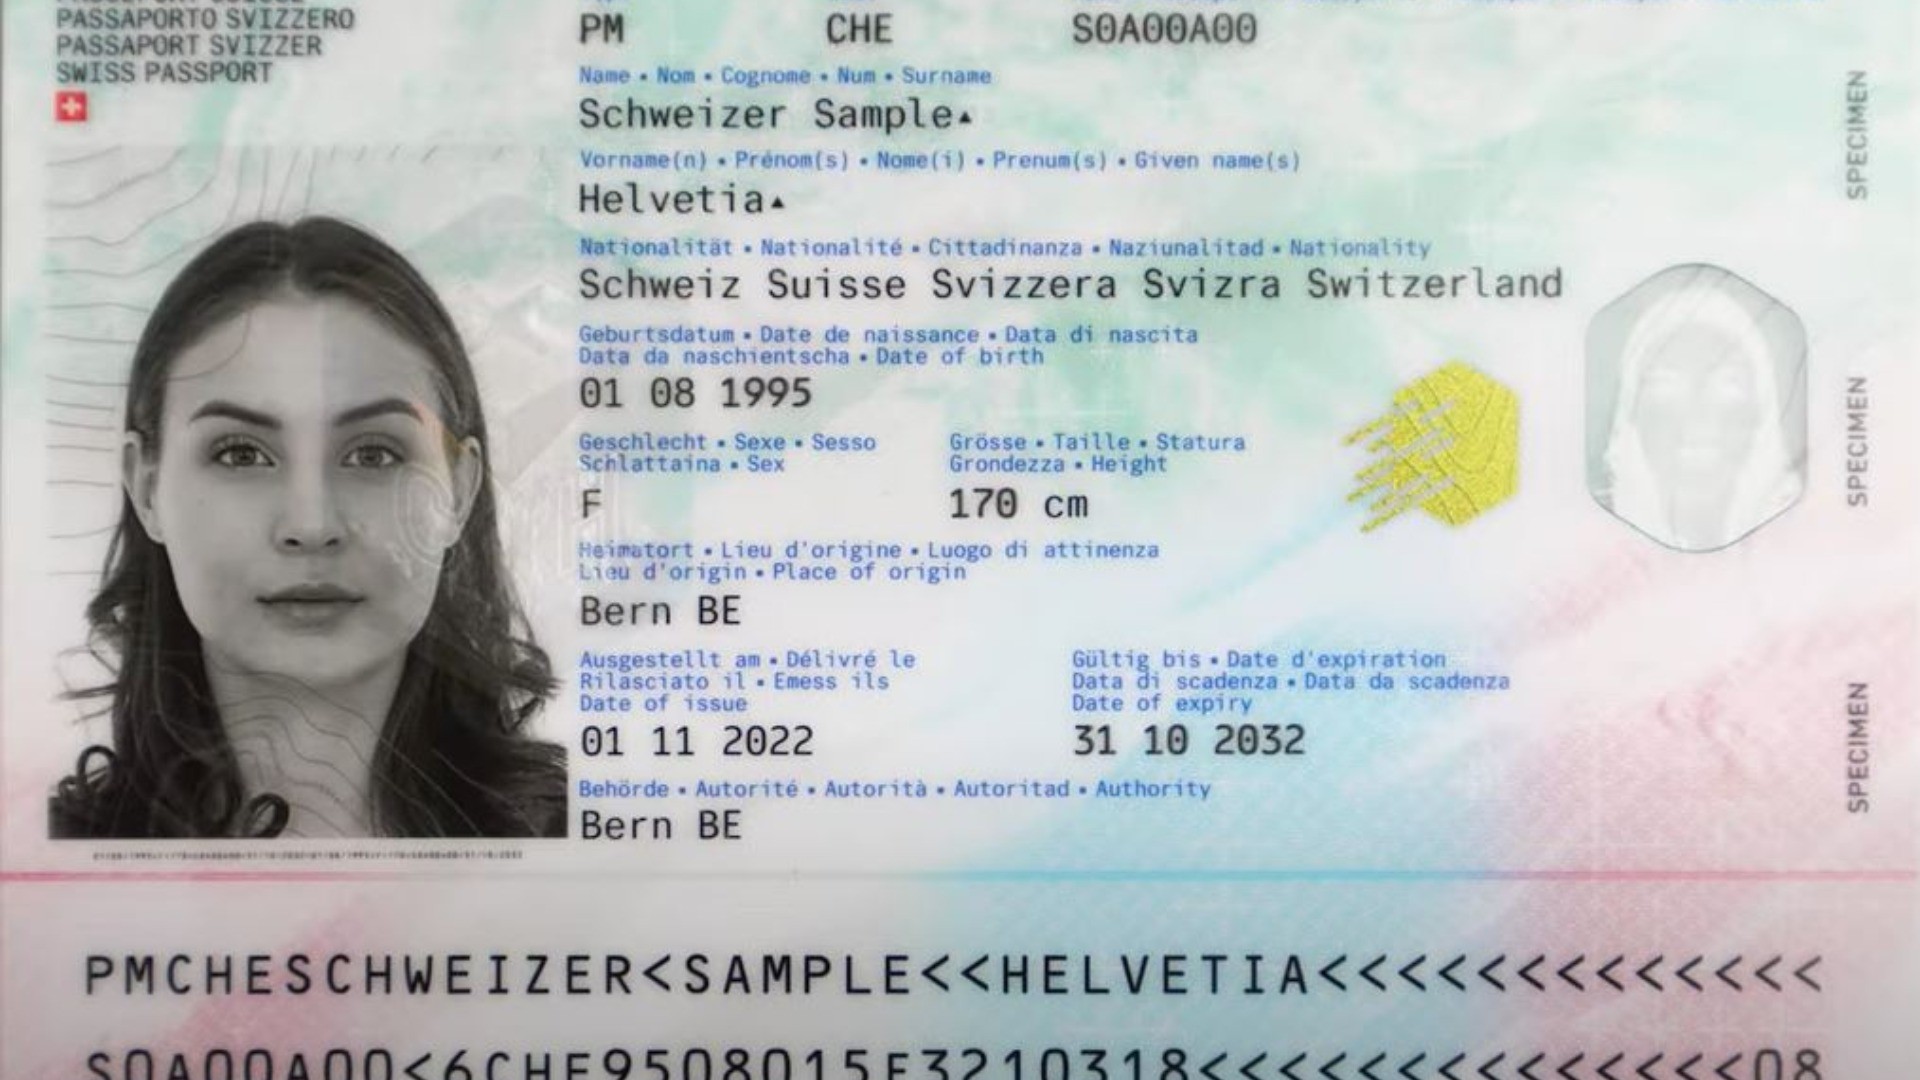 PASSAPORTO SVIZZERO
PASSAPORT SVIZZER
SWISS PASSPORT
PM CHE S0A00A00
Name • Nom • Cognome • Num • Surname
Schweizer Sample▲
Vorname(n) • Prénom(s) • Nome(i) • Prenum(s) • Given name(s)
Helvetia▲
Nationalität • Nationalité • Cittadinanza • Naziunalitad • Nationality
Schweiz Suisse Svizzera Svizra Switzerland
Geburtsdatum • Date de naissance • Data di nascita
Data da naschientscha • Date of birth
01 08 1995
Geschlecht • Sexe • Sesso
Schlattaina • Sex
F
Grösse • Taille • Statura
Grondezza • Height
170 cm
Heimatort • Lieu d'origine • Luogo di attinenza
Lieu d'origin • Place of origin
Bern BE
Ausgestellt am • Délivré le
Rilasciato il • Emess ils
Date of issue
01 11 2022
Gültig bis • Date d'expiration
Data di scadenza • Data da scadenza
Date of expiry
31 10 2032
Behörde • Autorité • Autorità • Autoritad • Authority
Bern BE
SPECIMEN
SPECIMEN
SPECIMEN
PMCHESCHWEIZER<SAMPLE<<HELVETIA<<<<<<<<<<<<<
S0A00A00<6CHE9508015F3210318<<<<<<<<<<<<<<08